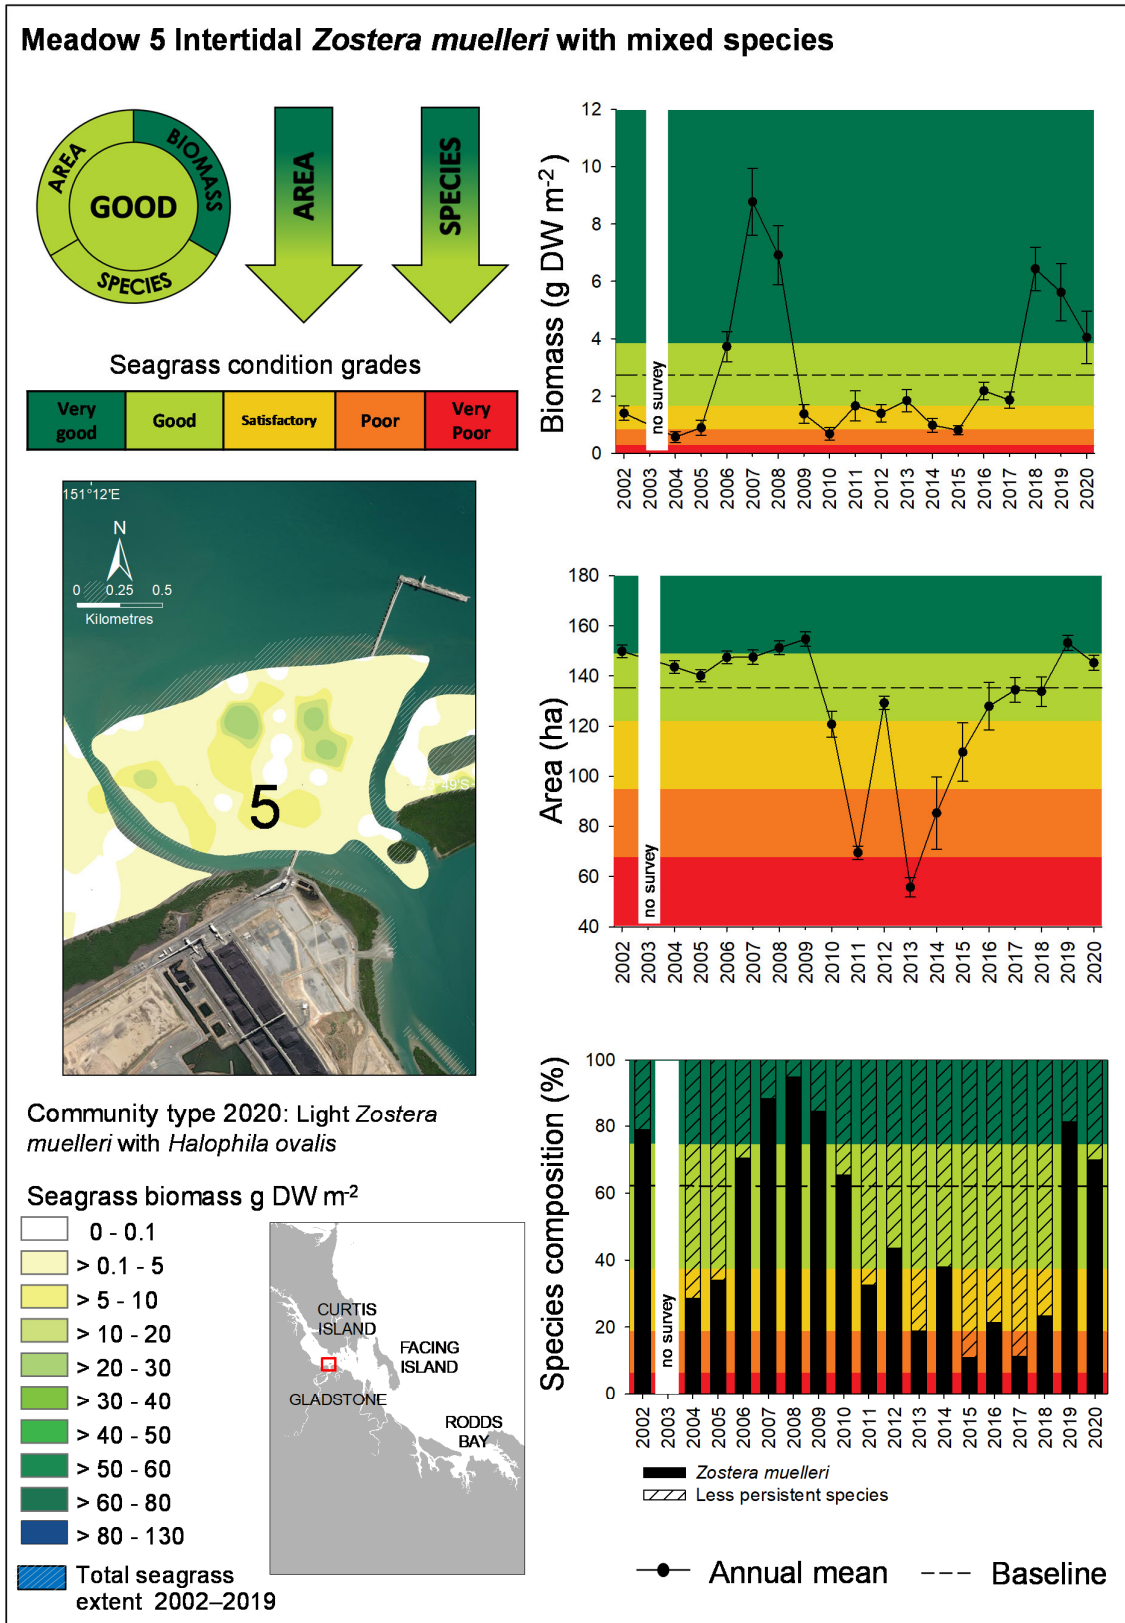 Meadow 5 Intertidal Zostera muelleri with mixed species
AREA
BIOMASS
SPECIES
GOOD
AREA
SPECIES
Seagrass condition grades
Very good
Good
Satisfactory
Poor
Very Poor
151°12'E
N
0 0.25 0.5
Kilometres
5
49'S
Community type 2020: Light Zostera
muelleri with Halophila ovalis
Seagrass biomass g DW m-2
0 - 0.1
> 0.1 - 5
> 5 - 10
> 10 - 20
> 20 - 30
> 30 - 40
> 40 - 50
> 50 - 60
> 60 - 80
> 80 - 130
Total seagrass
extent 2002–2019
CURTIS
ISLAND
FACING
ISLAND
GLADSTONE
RODDS
BAY
Biomass (g DW m-2)
12
10
8
6
4
2
0
no survey
2002 2003 2004 2005 2006 2007 2008 2009 2010 2011 2012 2013 2014 2015 2016 2017 2018 2019 2020
Area (ha)
180
160
140
120
100
80
60
40
no survey
2002 2003 2004 2005 2006 2007 2008 2009 2010 2011 2012 2013 2014 2015 2016 2017 2018 2019 2020
Species composition (%)
100
80
60
40
20
0
no survey
2002 2003 2004 2005 2006 2007 2008 2009 2010 2011 2012 2013 2014 2015 2016 2017 2018 2019 2020
Zostera muelleri
Less persistent species
Annual mean
Baseline